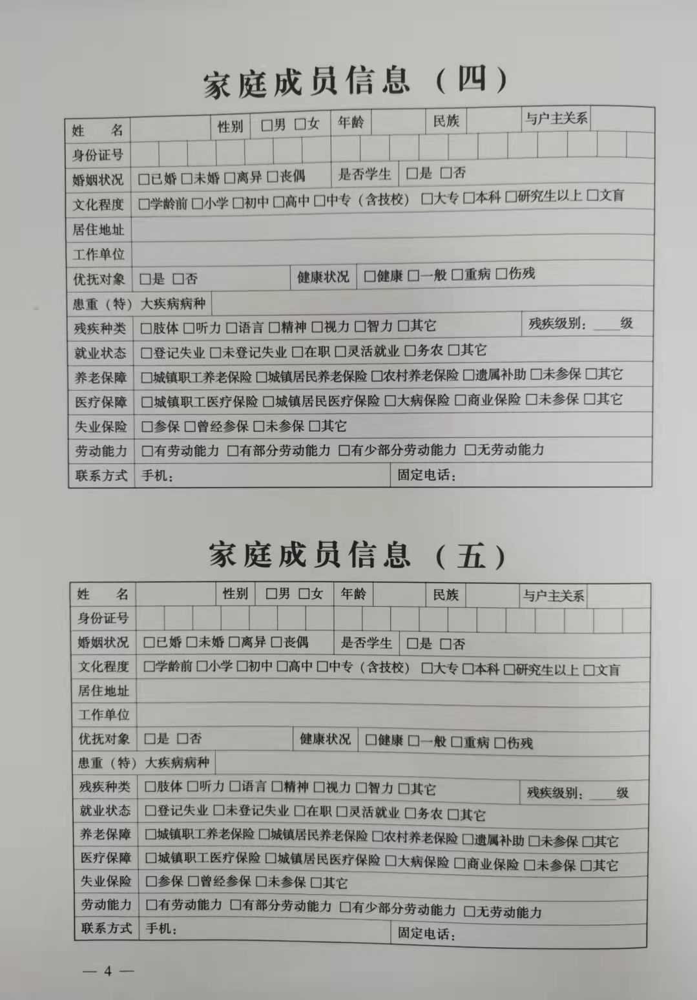 家庭成员信息（四）
姓 名 性别 □男 □女 年龄 民族 与户主关系
身份证号
婚姻状况 □已婚 □未婚 □离异 □丧偶 是否学生 □是 □否
文化程度 □学龄前 □小学 □初中 □高中 □中专（含技校） □大专 □本科 □研究生以上 □文盲
居住地址
工作单位
优抚对象 □是 □否 健康状况 □健康 □一般 □重病 □伤残
患重（特）大疾病病种
残疾种类 □肢体 □听力 □语言 □精神 □视力 □智力 □其它 残疾级别：____级
就业状态 □登记失业 □未登记失业 □在职 □灵活就业 □务农 □其它
养老保障 □城镇职工养老保险 □城镇居民养老保险 □农村养老保险 □遗属补助 □未参保 □其它
医疗保障 □城镇职工医疗保险 □城镇居民医疗保险 □大病保险 □商业保险 □未参保 □其它
失业保险 □参保 □曾经参保 □未参保 □其它
劳动能力 □有劳动能力 □有部分劳动能力 □有少部分劳动能力 □无劳动能力
联系方式 手机： 固定电话：
家庭成员信息（五）
姓 名 性别 □男 □女 年龄 民族 与户主关系
身份证号
婚姻状况 □已婚 □未婚 □离异 □丧偶 是否学生 □是 □否
文化程度 □学龄前 □小学 □初中 □高中 □中专（含技校） □大专 □本科 □研究生以上 □文盲
居住地址
工作单位
优抚对象 □是 □否 健康状况 □健康 □一般 □重病 □伤残
患重（特）大疾病病种
残疾种类 □肢体 □听力 □语言 □精神 □视力 □智力 □其它 残疾级别：____级
就业状态 □登记失业 □未登记失业 □在职 □灵活就业 □务农 □其它
养老保障 □城镇职工养老保险 □城镇居民养老保险 □农村养老保险 □遗属补助 □未参保 □其它
医疗保障 □城镇职工医疗保险 □城镇居民医疗保险 □大病保险 □商业保险 □未参保 □其它
失业保险 □参保 □曾经参保 □未参保 □其它
劳动能力 □有劳动能力 □有部分劳动能力 □有少部分劳动能力 □无劳动能力
联系方式 手机： 固定电话：
— 4 —